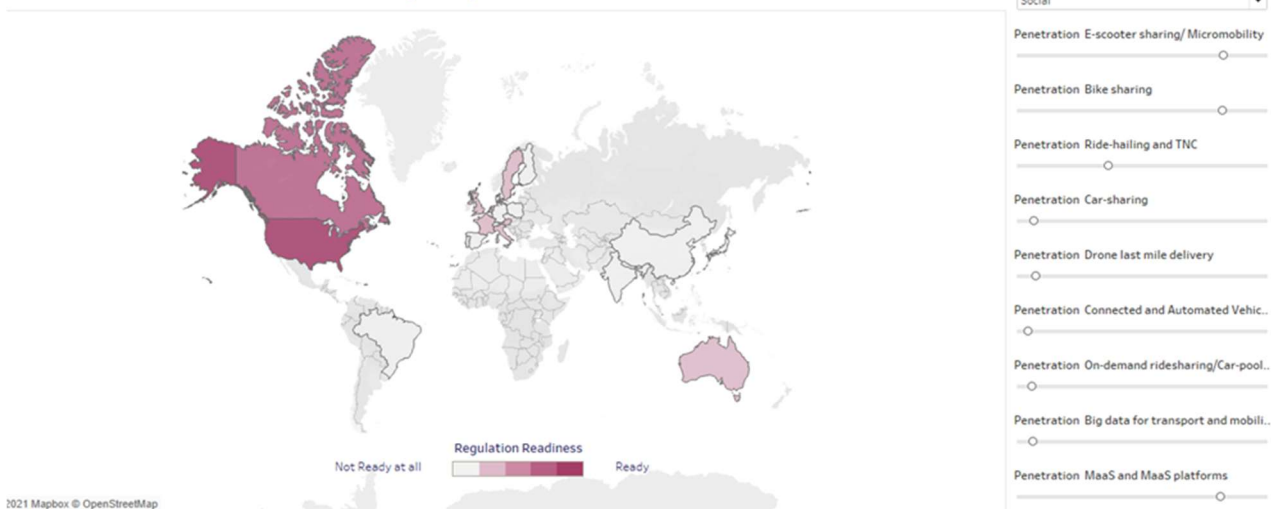 Social
Penetration E-scooter sharing/ Micromobility
Penetration Bike sharing
Penetration Ride-hailing and TNC
Penetration Car-sharing
Penetration Drone last mile delivery
Penetration Connected and Automated Vehic..
Penetration On-demand ridesharing/Car-pool..
Penetration Big data for transport and mobili..
Penetration MaaS and MaaS platforms
Regulation Readiness
Not Ready at all
Ready
2021 Mapbox © OpenStreetMap